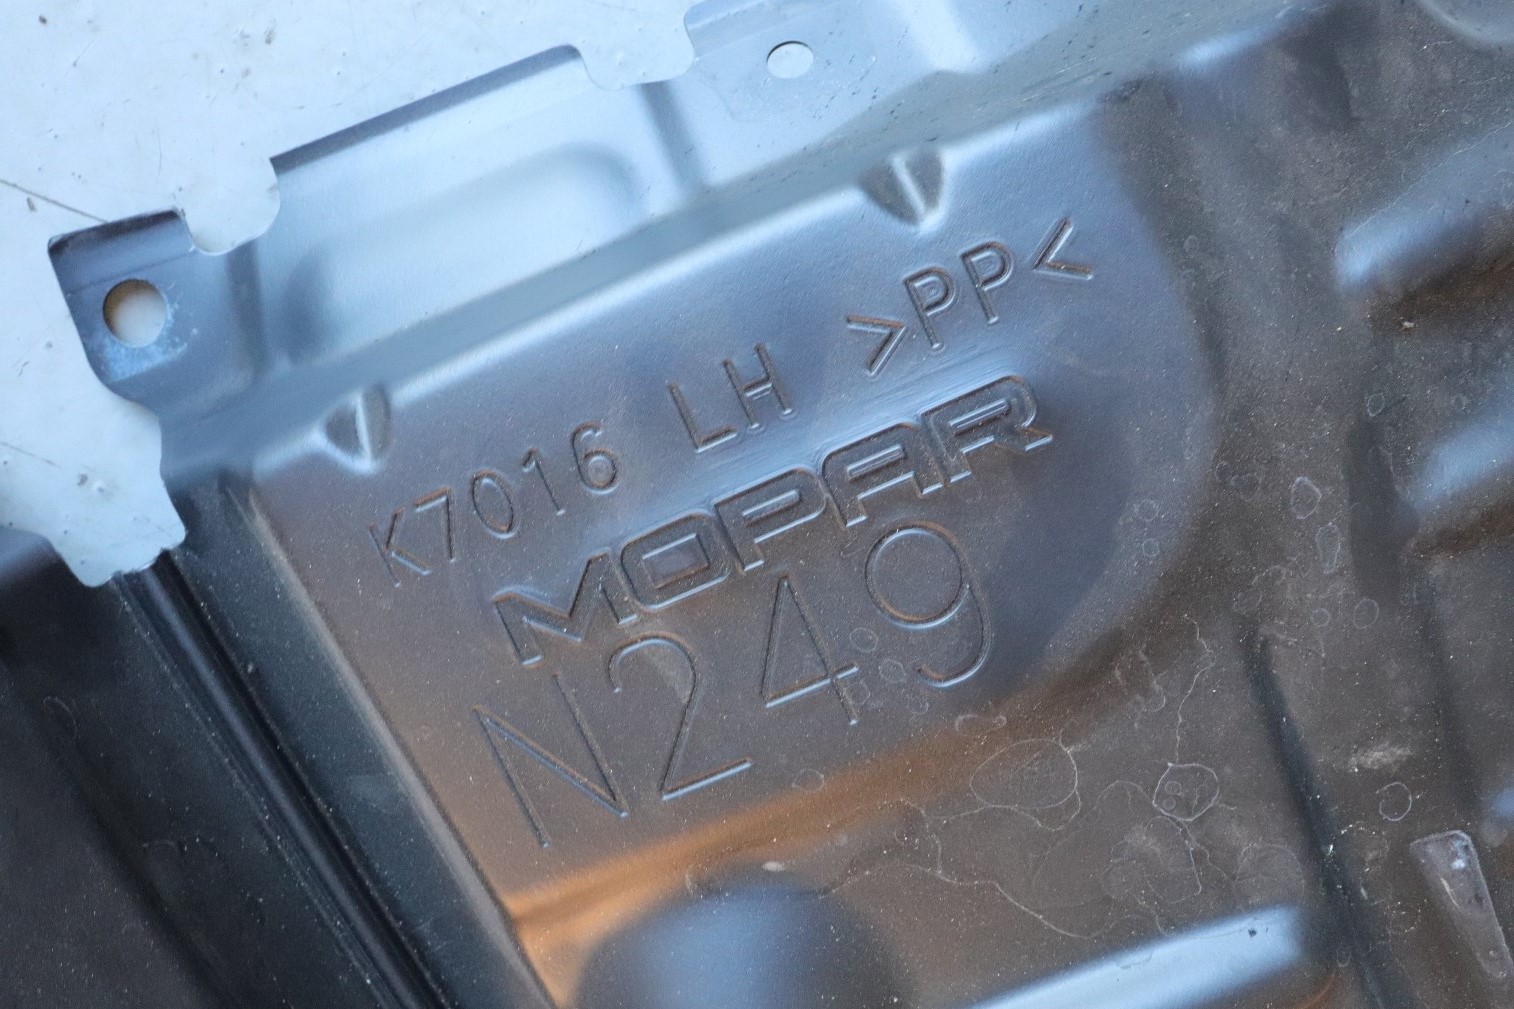 K7016 LH >PP<
MOPAR
N249